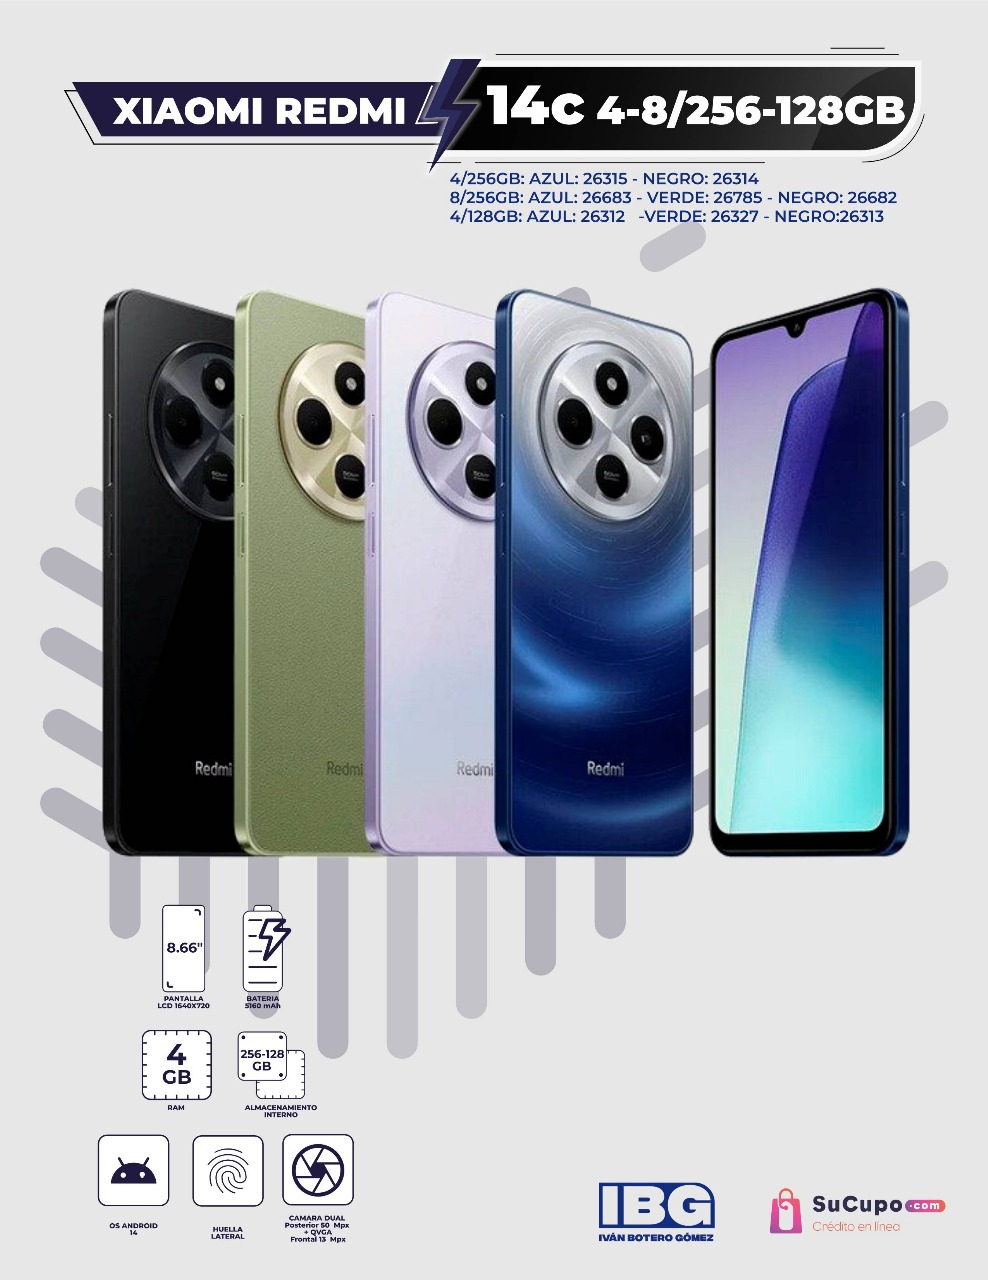 XIAOMI REDMI 14C 4-8/256-128GB
4/256GB: AZUL: 26315 - NEGRO: 26314
8/256GB: AZUL: 26683 - VERDE: 26785 - NEGRO: 26682
4/128GB: AZUL: 26312 -VERDE: 26327 - NEGRO:26313
Redmi
Redmi
Redmi
Redmi
8.66"
PANTALLA
LCD 1640X720
BATERIA
5160 mAh
4
GB
RAM
256-128
GB
ALMACENAMIENTO
INTERNO
OS ANDROID
14
HUELLA
LATERAL
CAMARA DUAL
Posterior 50 Mpx
+ QVGA
Frontal 13 Mpx
IBG
IVÁN BOTERO GÓMEZ
SuCupo.com
Crédito en línea